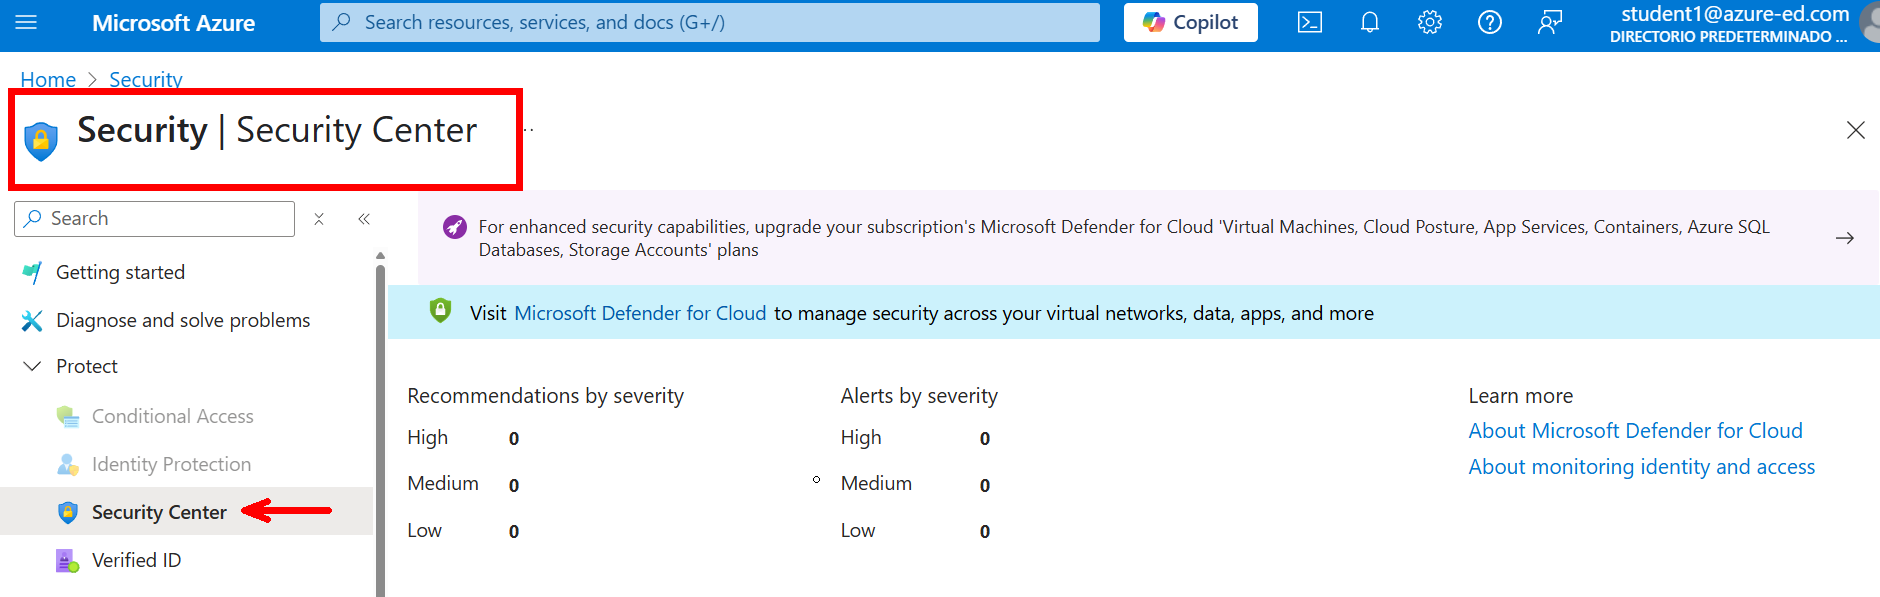 Microsoft Azure
Search resources, services, and docs (G+/)
Copilot
student1@azure-ed.com
DIRECTORIO PREDETERMINADO ...
Home > Security
Security | Security Center
Search
For enhanced security capabilities, upgrade your subscription's Microsoft Defender for Cloud 'Virtual Machines, Cloud Posture, App Services, Containers, Azure SQL
Databases, Storage Accounts' plans
Getting started
Diagnose and solve problems
Protect
Conditional Access
Identity Protection
Security Center
Verified ID
Visit Microsoft Defender for Cloud to manage security across your virtual networks, data, apps, and more
Recommendations by severity
High 0
Medium 0
Low 0
Alerts by severity
High 0
Medium 0
Low 0
Learn more
About Microsoft Defender for Cloud
About monitoring identity and access